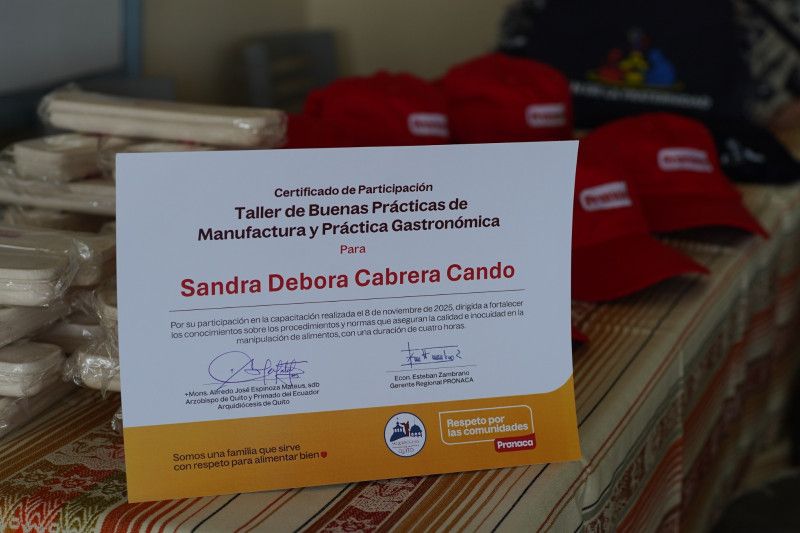 Certificado de Participación
Taller de Buenas Prácticas de
Manufactura y Práctica Gastronómica
Para
Sandra Debora Cabrera Cando
Por su participación en la capacitación realizada el 8 de noviembre de 2025, dirigida a fortalecer
los conocimientos sobre los procedimientos y normas que aseguran la calidad e inocuidad en la
manipulación de alimentos, con una duración de cuatro horas.
+Mons. Alfredo José Espinoza Mateus, sdb
Arzobispo de Quito y Primado del Ecuador
Arquidiócesis de Quito
Econ. Esteban Zambrano
Gerente Regional PRONACA
Somos una familia que sirve
con respeto para alimentar bien
QUITO
Respeto por
las comunidades
Pronaca